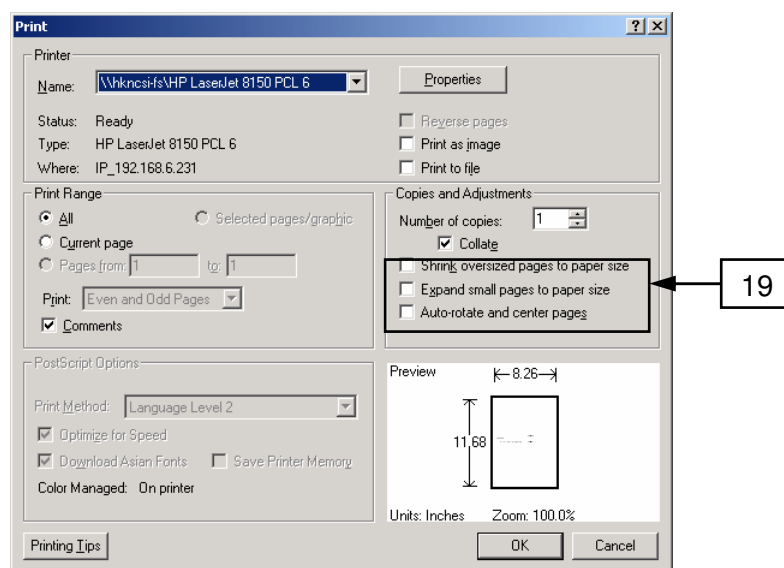 Print
Printer
Name: \\hkncsi-fs\HP LaserJet 8150 PCL 6
Properties
Status: Ready
Reverse pages
Type: HP LaserJet 8150 PCL 6
Print as image
Where: IP_192.168.6.231
Print to file
Print Range
All
Selected pages/graphic
Current page
Pages from: 1 to: 1
Print: Even and Odd Pages
Comments
Copies and Adjustments
Number of copies: 1
Collate
Shrink oversized pages to paper size
Expand small pages to paper size
Auto-rotate and center pages
19
PostScript Options
Print Method: Language Level 2
Optimize for Speed
Download Asian Fonts Save Printer Memory
Color Managed: On printer
Preview
8.26
11.68
Units: Inches Zoom: 100.0%
Printing Tips
OK
Cancel